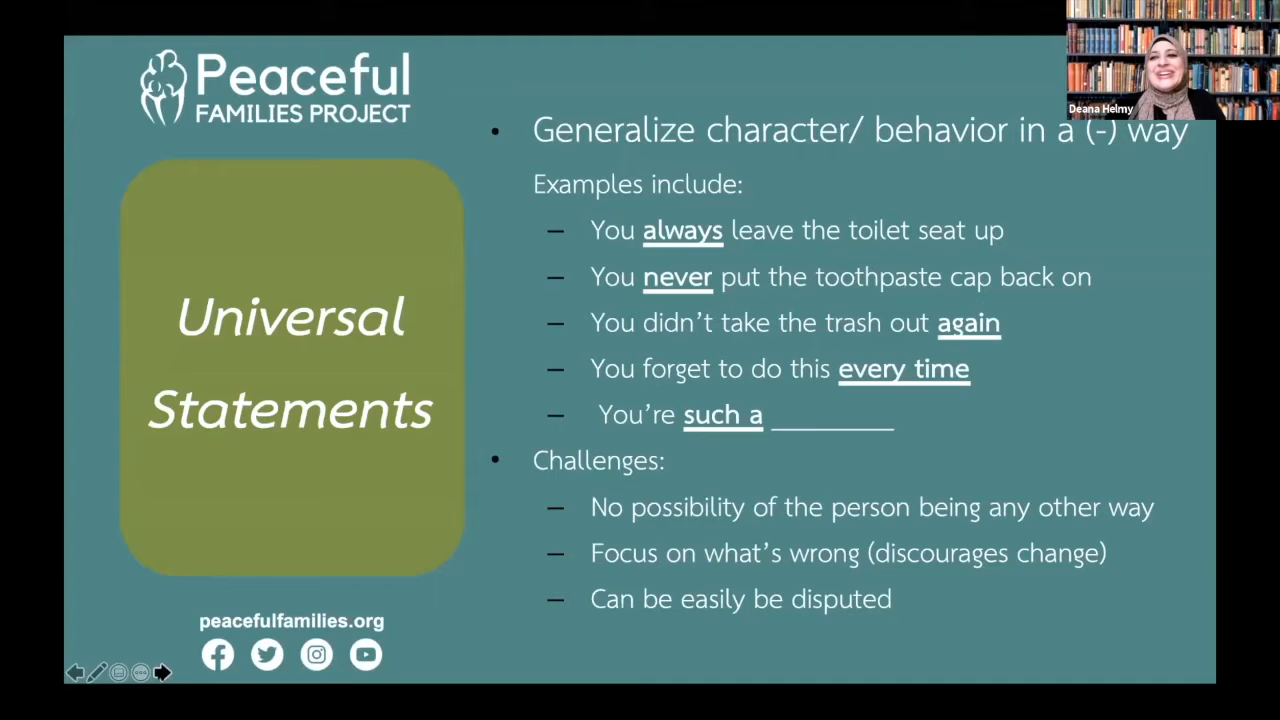 Peaceful
FAMILIES PROJECT
Deana Helmy
Universal
Statements
• Generalize character/ behavior in a (-) way
Examples include:
– You always leave the toilet seat up
– You never put the toothpaste cap back on
– You didn't take the trash out again
– You forget to do this every time
– You're such a _________
• Challenges:
– No possibility of the person being any other way
– Focus on what's wrong (discourages change)
– Can be easily be disputed
peacefulfamilies.org